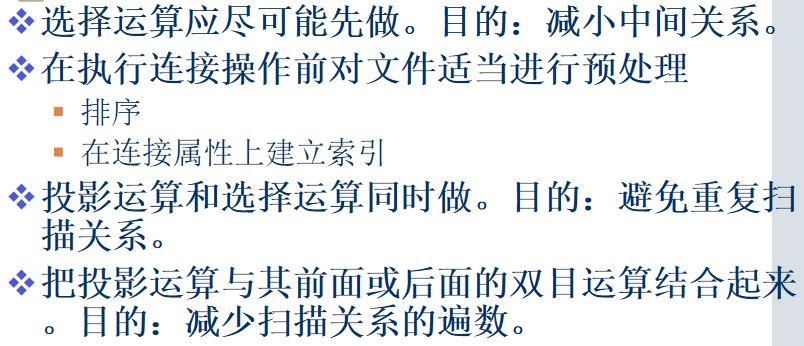 选择运算应尽可能先做。目的：减小中间关系。
在执行连接操作前对文件适当进行预处理
排序
在连接属性上建立索引
投影运算和选择运算同时做。目的：避免重复扫
描关系。
把投影运算与其前面或后面的双目运算结合起来
。目的：减少扫描关系的遍数。